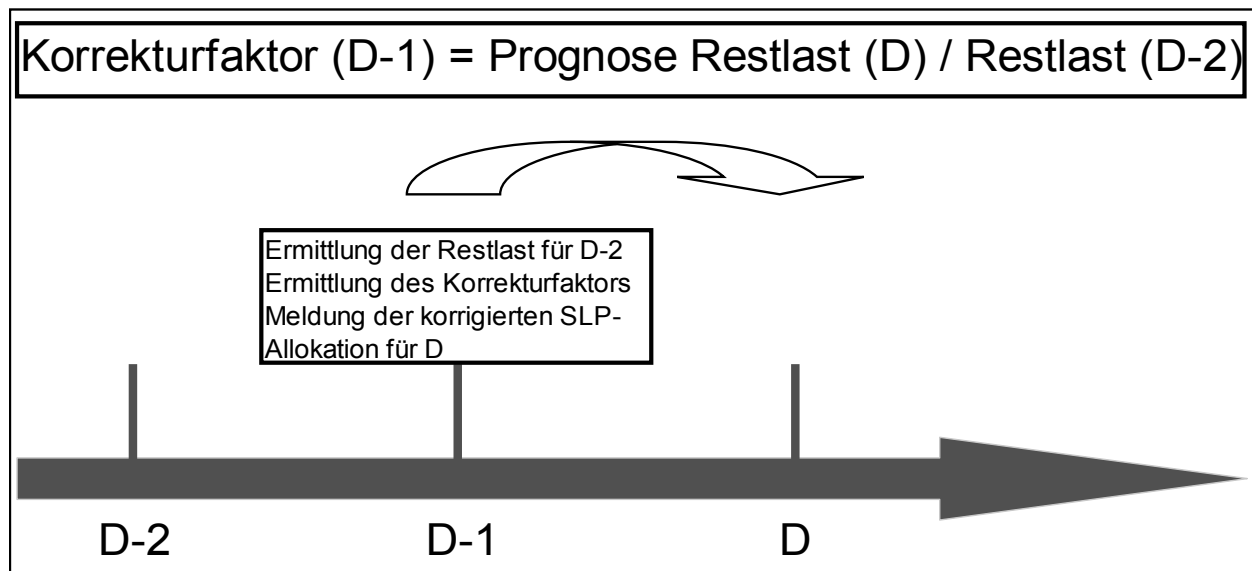 Korrekturfaktor (D-1) = Prognose Restlast (D) / Restlast (D-2)
Ermittlung der Restlast für D-2
Ermittlung des Korrekturfaktors
Meldung der korrigierten SLP-
Allokation für D
D-2
D-1
D